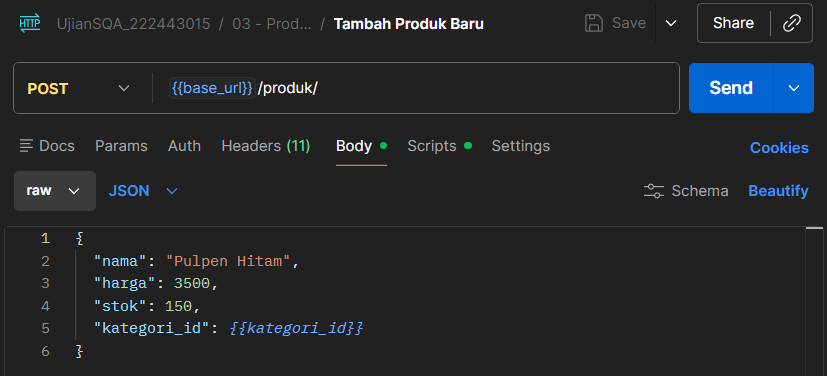 HTTP UjianSQA_222443015 / 03 - Prod... / Tambah Produk Baru Save Share
POST {{base_url}}/produk/ Send
Docs Params Auth Headers (11) Body Scripts Settings Cookies
raw JSON Schema Beautify
1 {
2 "nama": "Pulpen Hitam",
3 "harga": 3500,
4 "stok": 150,
5 "kategori_id": {{kategori_id}}
6 }